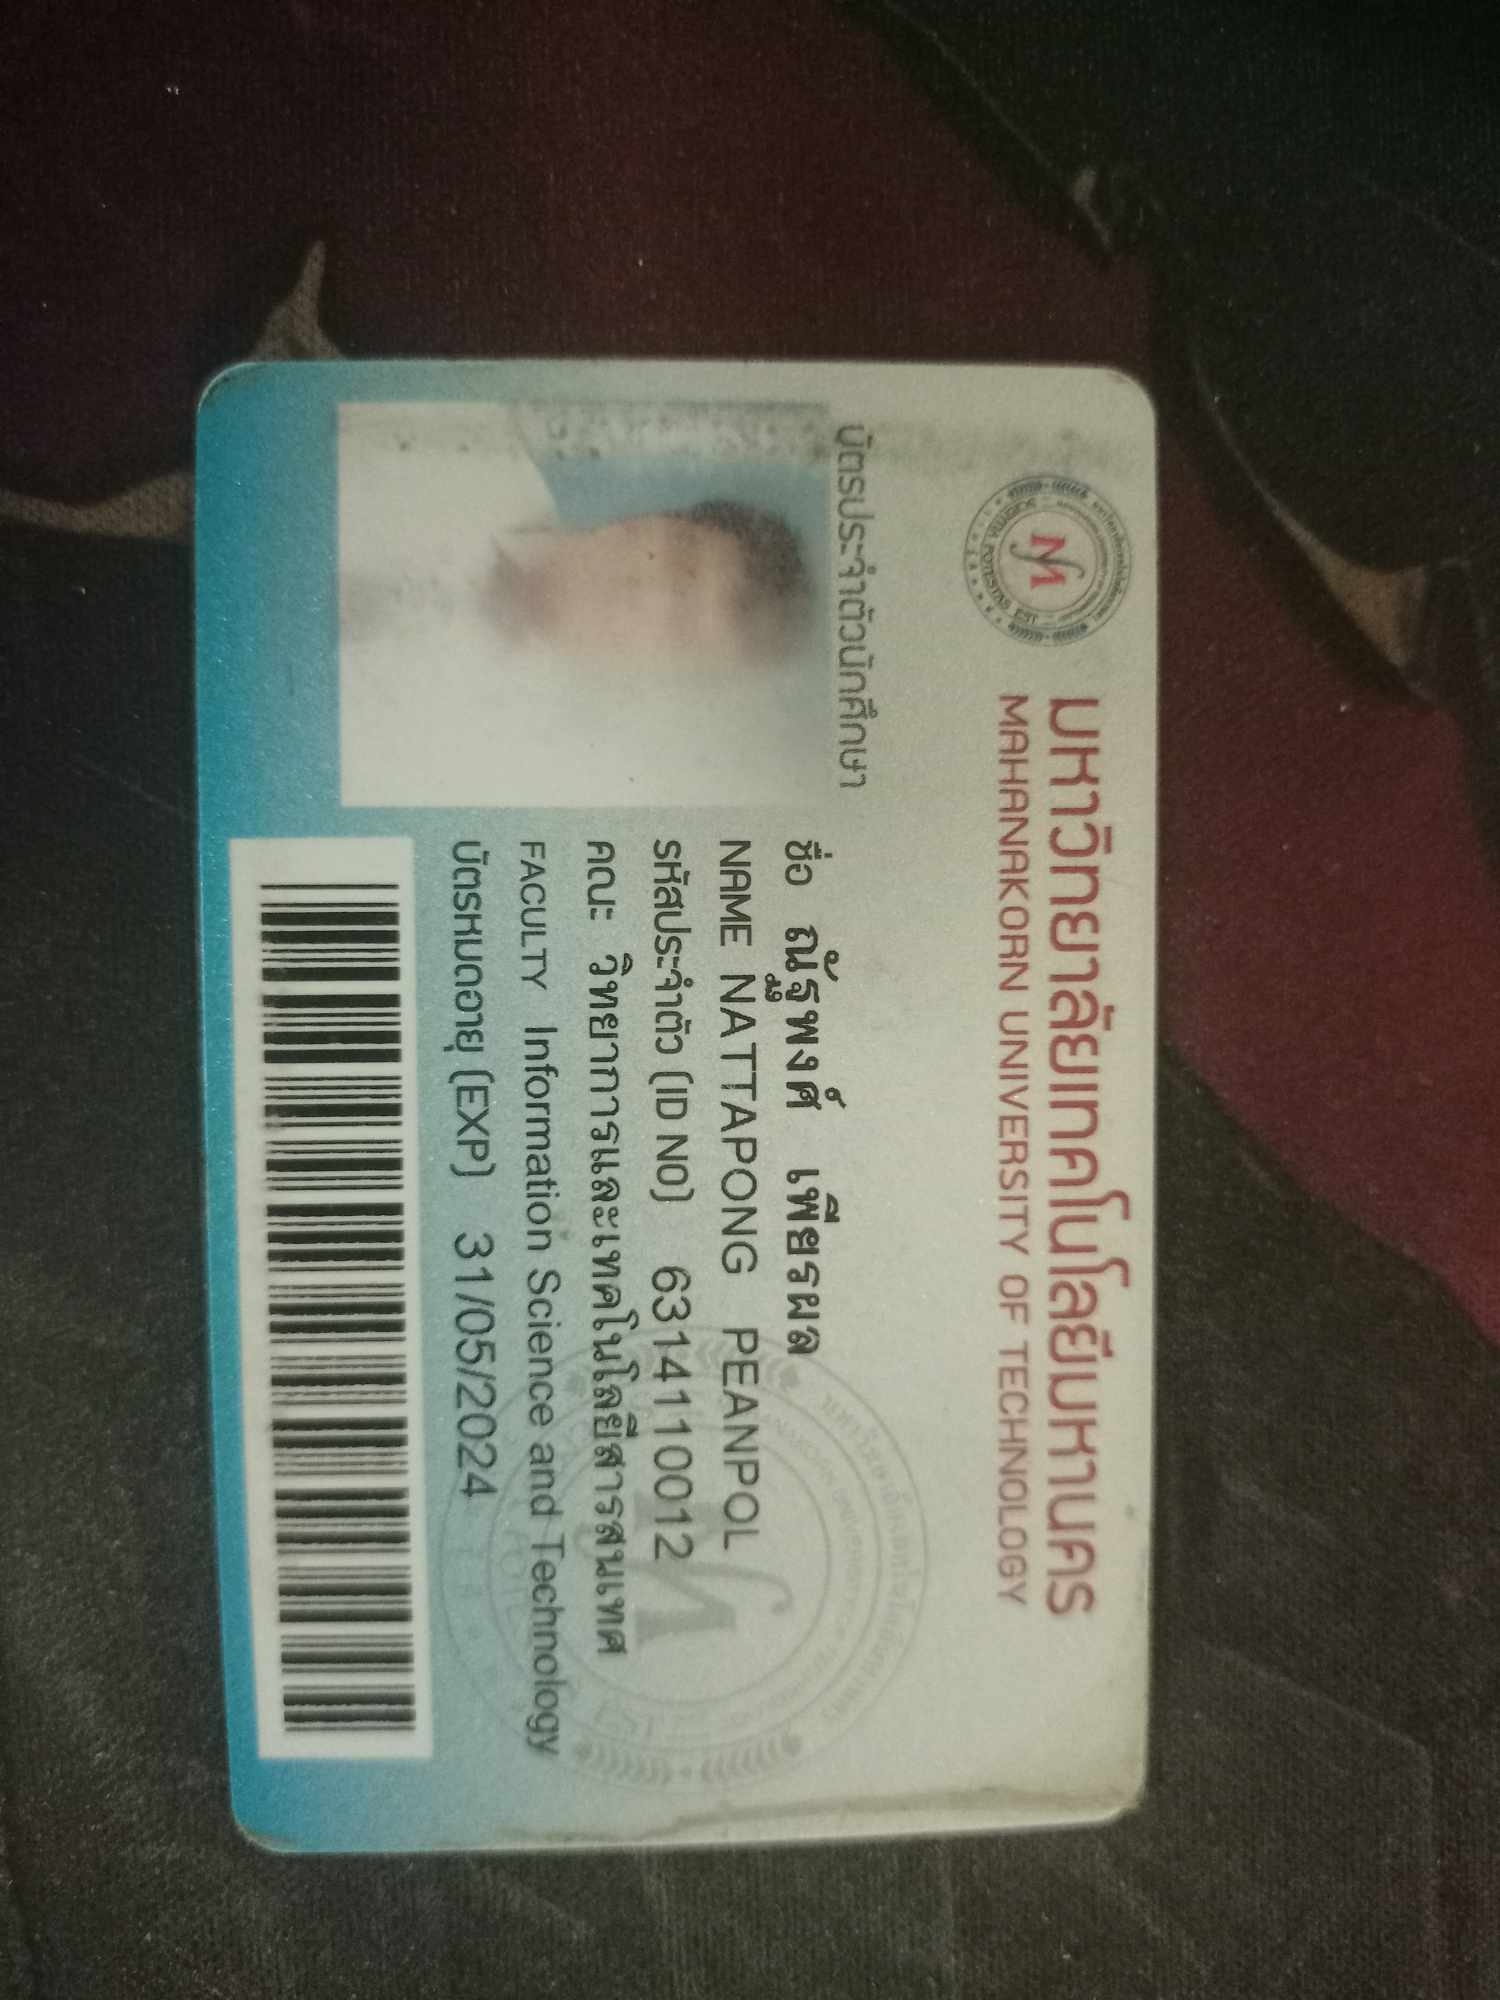 มหาวิทยาลัยเทคโนโลยีมหานคร
MAHANAKORN UNIVERSITY OF TECHNOLOGY
บัตรประจำตัวนักศึกษา
ชื่อ ณัฐพงศ์ เพียรผล
NAME NATTAPONG PEANPOL
รหัสประจำตัว (ID NO) 6314110012
คณะ วิทยาการและเทคโนโลยีสารสนเทศ
FACULTY Information Science and Technology
บัตรหมดอายุ (EXP) 31/05/2024